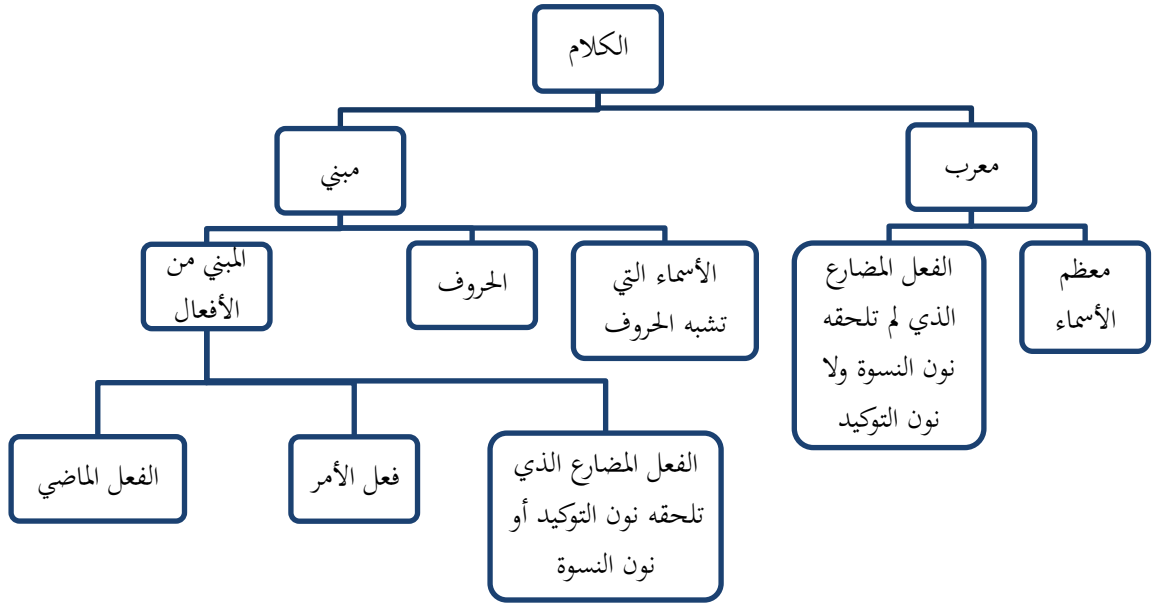 الكلام
معرب
مبني
معظم
الأسماء
الفعل المضارع
الذي لم تلحقه
نون النسوة ولا
نون التوكيد
الأسماء التي
تشبه الحروف
الحروف
المبني من
الأفعال
الفعل المضارع الذي
تلحقه نون التوكيد أو
نون النسوة
فعل الأمر
الفعل الماضي